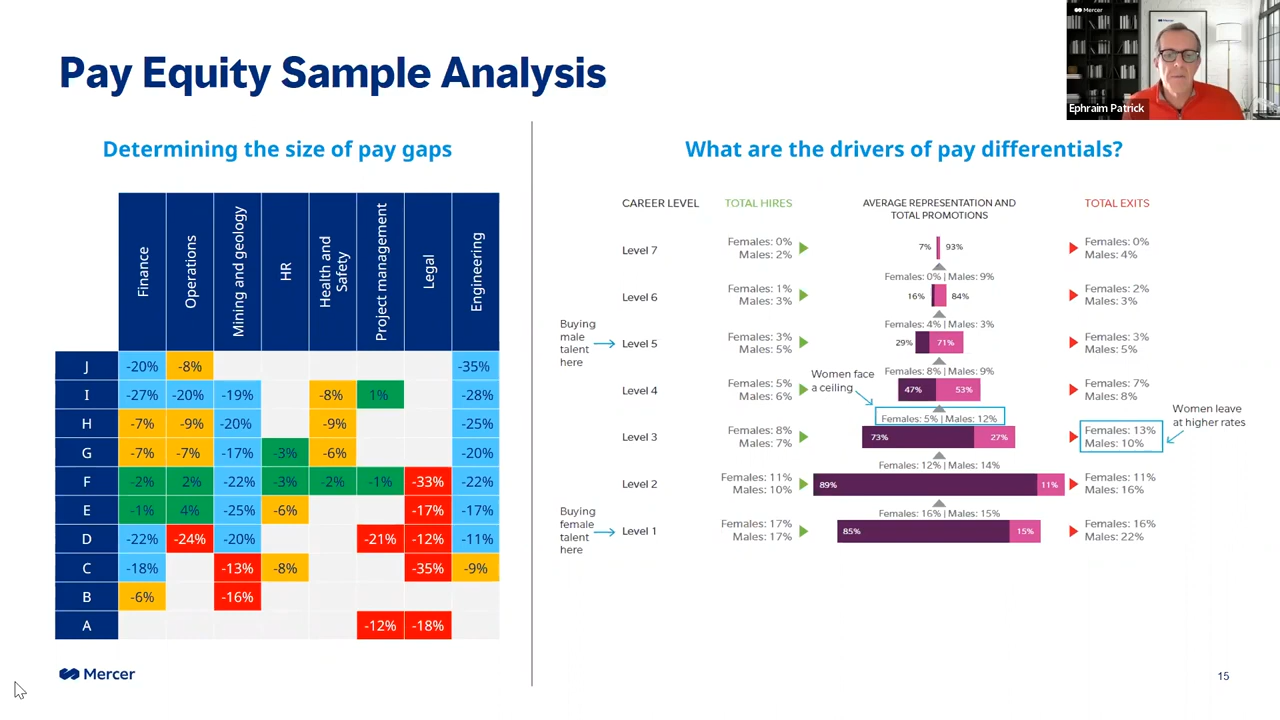 Pay Equity Sample Analysis
Mercer
Mercer
Ephraim Patrick
Determining the size of pay gaps
Finance
Operations
Mining and geology
HR
Health and
Safety
Project management
Legal
Engineering
J -20% -8% -35%
I -27% -20% -19% -8% 1% -28%
H -7% -9% -20% -9% -25%
G -7% -7% -17% -3% -6% -20%
F -2% 2% -22% -3% -2% -1% -33% -22%
E -1% 4% -25% -6% -17% -17%
D -22% -24% -20% -21% -12% -11%
C -18% -13% -8% -35% -9%
B -6% -16%
A -12% -18%
What are the drivers of pay differentials?
CAREER LEVEL
TOTAL HIRES
AVERAGE REPRESENTATION AND
TOTAL PROMOTIONS
TOTAL EXITS
Level 7
Females: 0%
Males: 2%
7% 93%
Females: 0%
Males: 4%
Females: 0% | Males: 9%
Level 6
Females: 1%
Males: 3%
16% 84%
Females: 2%
Males: 3%
Females: 4% | Males: 3%
Buying
male
talent
here
Level 5
Females: 3%
Males: 5%
29% 71%
Females: 3%
Males: 5%
Females: 8% | Males: 9%
Women face
a ceiling
Level 4
Females: 5%
Males: 6%
47% 53%
Females: 7%
Males: 8%
Females: 5% | Males: 12%
Women leave
at higher rates
Level 3
Females: 8%
Males: 7%
73% 27%
Females: 13%
Males: 10%
Females: 12% | Males: 14%
Level 2
Females: 11%
Males: 10%
89% 11%
Females: 11%
Males: 16%
Females: 16% | Males: 15%
Buying
female
talent
here
Level 1
Females: 17%
Males: 17%
85% 15%
Females: 16%
Males: 22%
Mercer
15